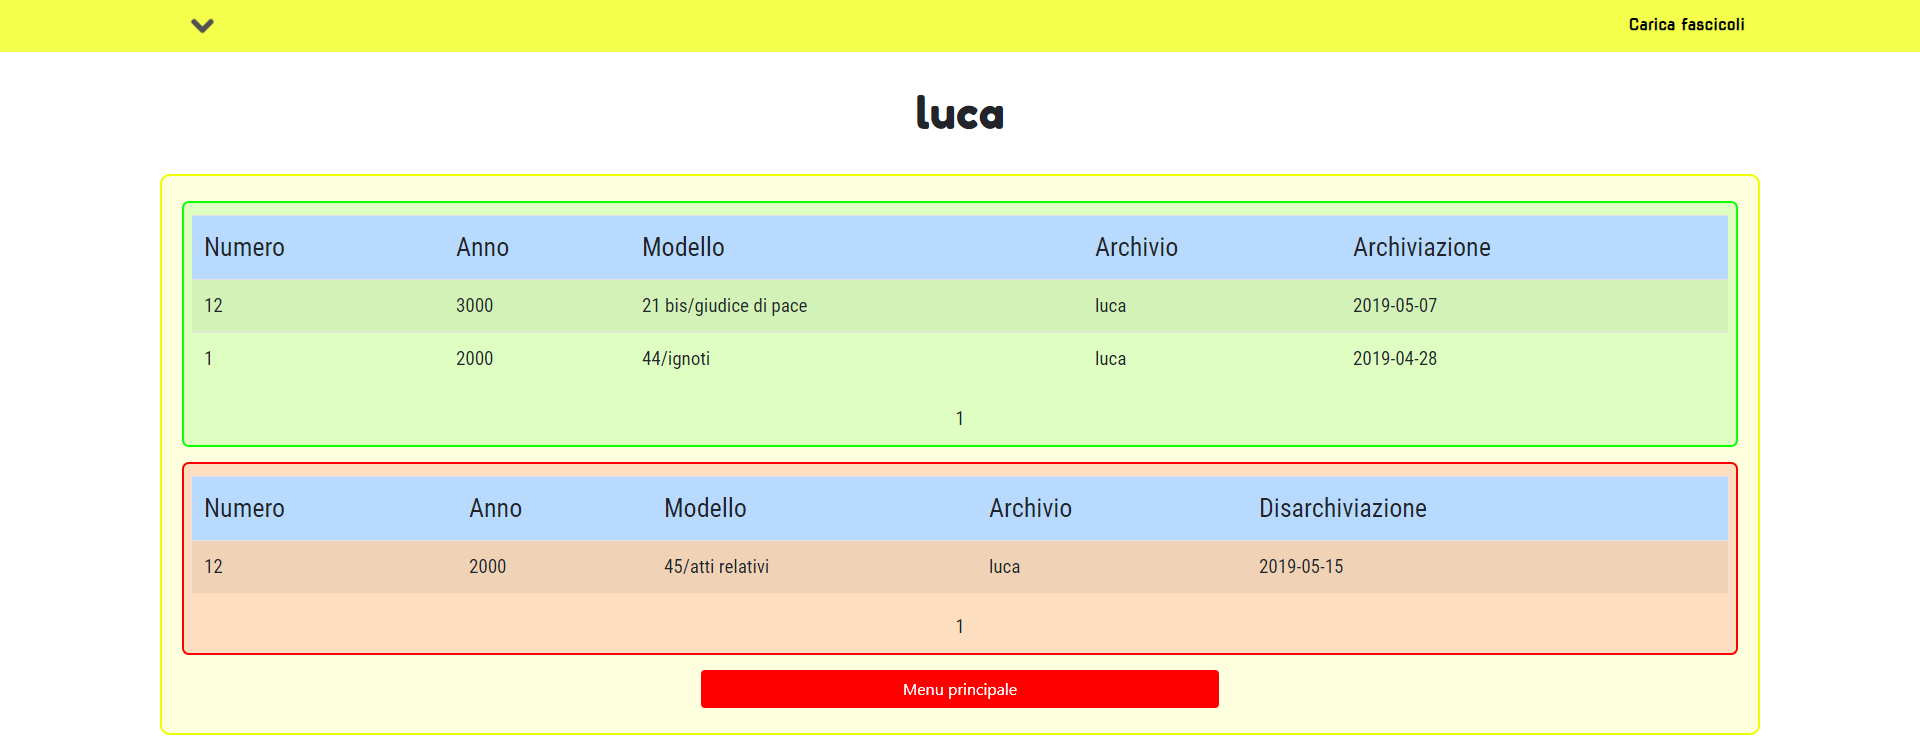 Carica fascicoli
luca
Numero Anno Modello Archivio Archiviazione
12 3000 21 bis/giudice di pace luca 2019-05-07
1 2000 44/ignoti luca 2019-04-28
1
Numero Anno Modello Archivio Disarchiviazione
12 2000 45/atti relativi luca 2019-05-15
1
Menu principale